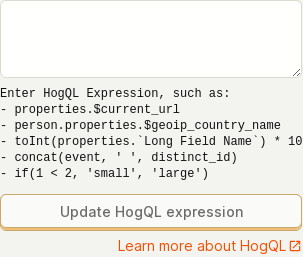 Enter HogQL Expression, such as:
- properties.$current_url
- person.properties.$geoip_country_name
- toInt(properties.`Long Field Name`) * 10
- concat(event, ' ', distinct_id)
- if(1 < 2, 'small', 'large')
Update HogQL expression
Learn more about HogQL